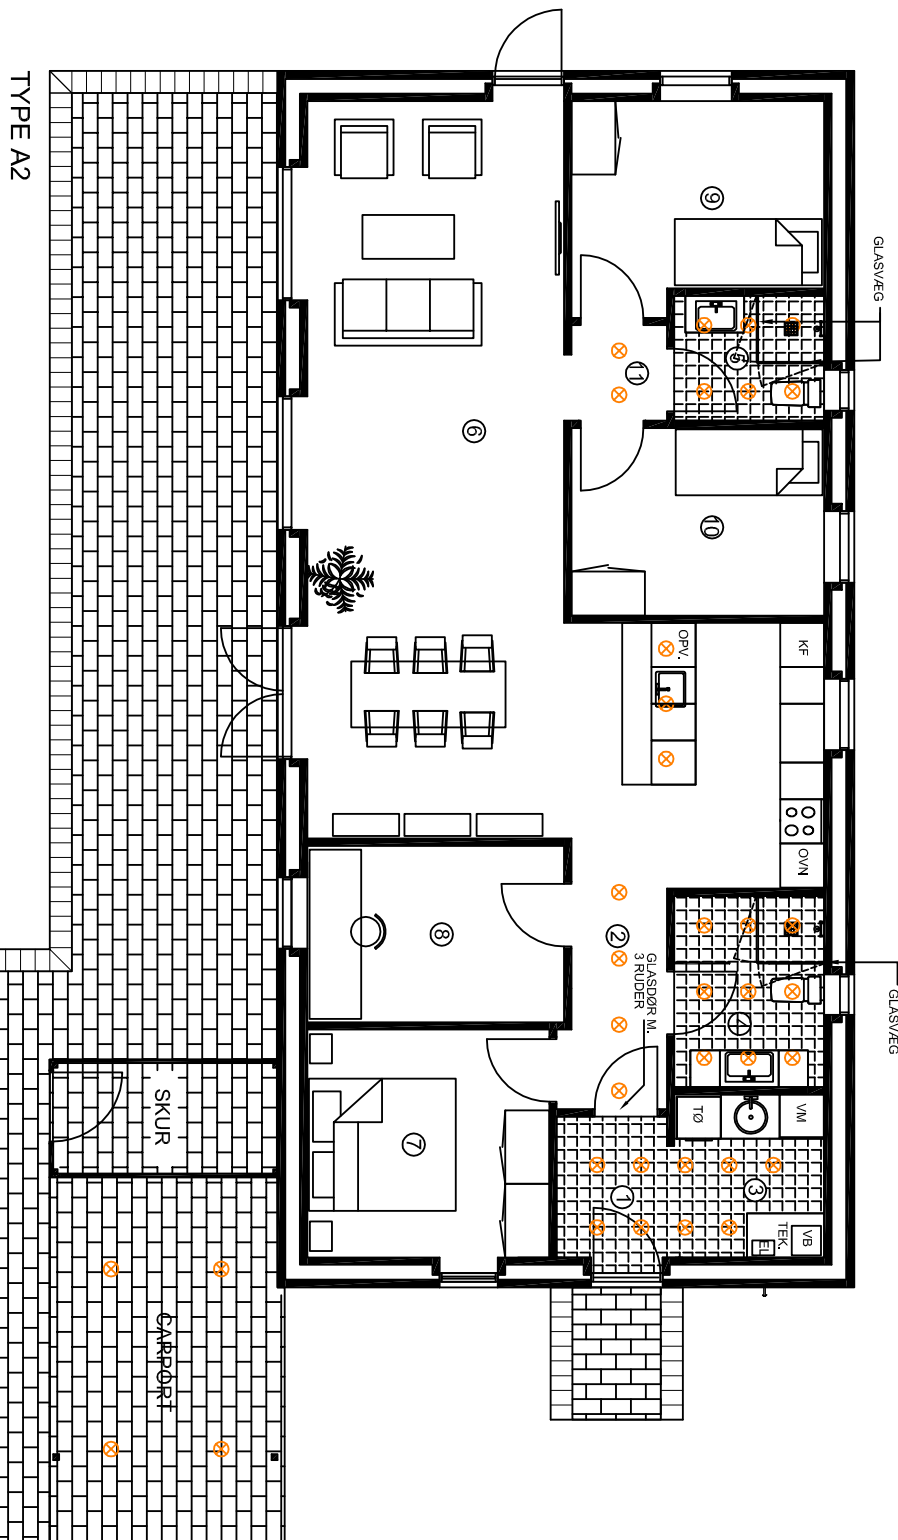 TYPE A2
GLASVÆG
9
5
11
6
10
KF
OPV.
OVN
2
8
GLASDØR M.
3 RUDER
GLASVÆG
4
VM
TØ
SKUR
7
3
1
VB
TEK.
EL
CARPORT